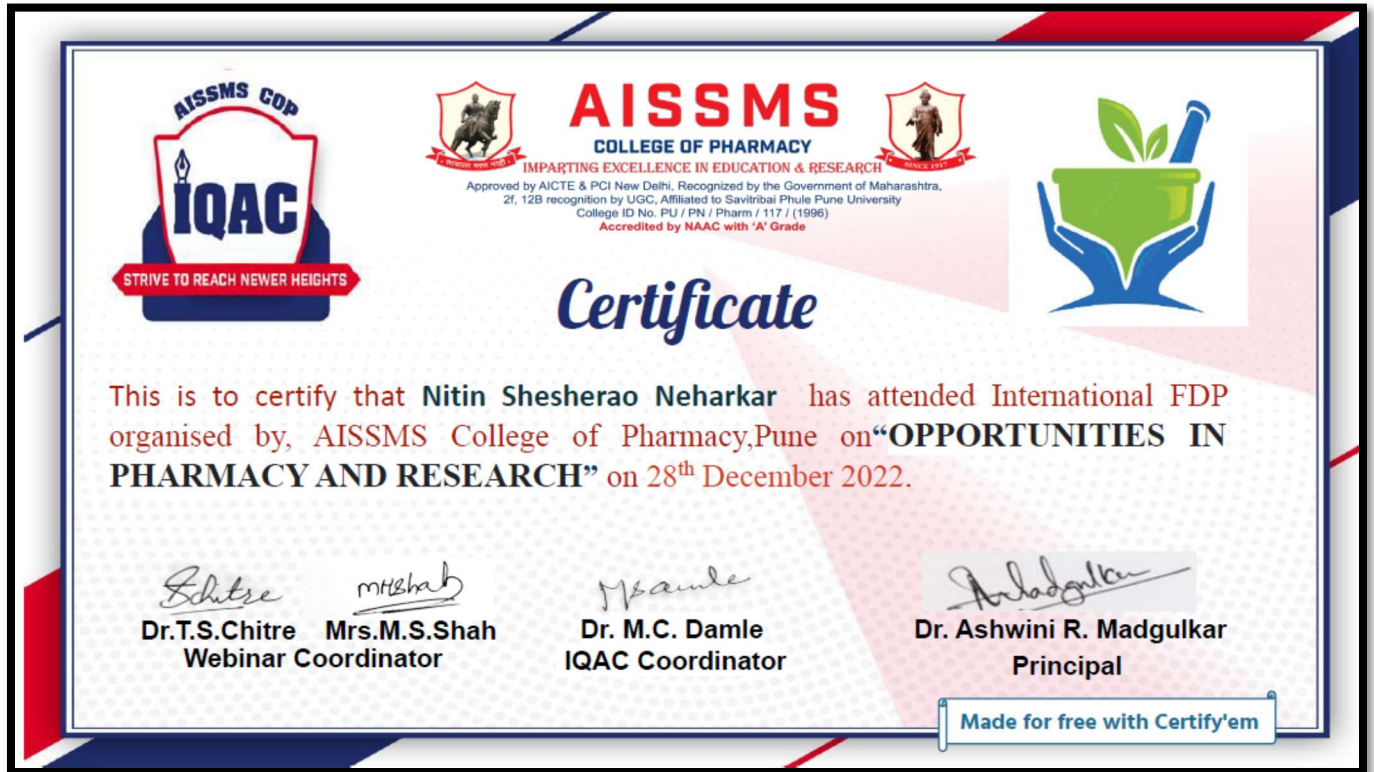 AISSMS COP
IQAC
STRIVE TO REACH NEWER HEIGHTS
AISSMS
COLLEGE OF PHARMACY
IMPARTING EXCELLENCE IN EDUCATION & RESEARCH
SINCE 1917
Approved by AICTE & PCI New Delhi, Recognized by the Government of Maharashtra,
2f, 12B recognition by UGC, Affiliated to Savitribai Phule Pune University
College ID No. PU / PN / Pharm / 117 / (1996)
Accredited by NAAC with ‘A’ Grade
Certificate
This is to certify that Nitin Shesherao Neharkar has attended International FDP
organised by, AISSMS College of Pharmacy,Pune on“OPPORTUNITIES IN
PHARMACY AND RESEARCH” on 28th December 2022.
Dr.T.S.Chitre Mrs.M.S.Shah
Webinar Coordinator
Dr. M.C. Damle
IQAC Coordinator
Dr. Ashwini R. Madgulkar
Principal
Made for free with Certify'em